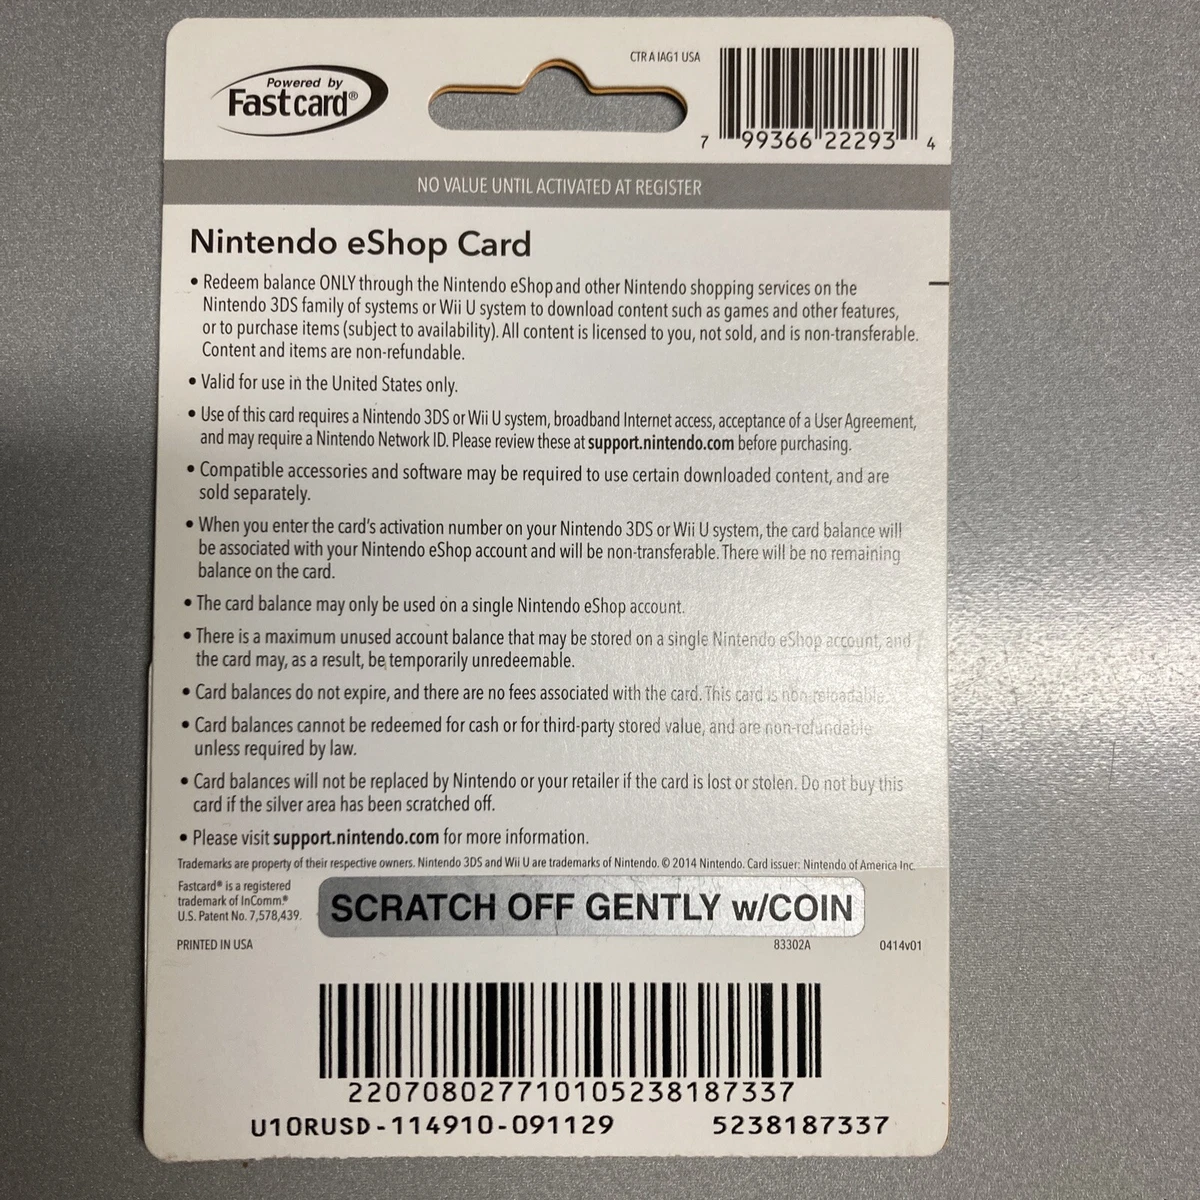 Powered by
Fastcard®
CTR A IAG1 USA
7 99366 22293 4
NO VALUE UNTIL ACTIVATED AT REGISTER
Nintendo eShop Card
• Redeem balance ONLY through the Nintendo eShop and other Nintendo shopping services on the
Nintendo 3DS family of systems or Wii U system to download content such as games and other features,
or to purchase items (subject to availability). All content is licensed to you, not sold, and is non-transferable.
Content and items are non-refundable.
• Valid for use in the United States only.
• Use of this card requires a Nintendo 3DS or Wii U system, broadband Internet access, acceptance of a User Agreement,
and may require a Nintendo Network ID. Please review these at support.nintendo.com before purchasing.
• Compatible accessories and software may be required to use certain downloaded content, and are
sold separately.
• When you enter the card's activation number on your Nintendo 3DS or Wii U system, the card balance will
be associated with your Nintendo eShop account and will be non-transferable. There will be no remaining
balance on the card.
• The card balance may only be used on a single Nintendo eShop account.
• There is a maximum unused account balance that may be stored on a single Nintendo eShop account, and
the card may, as a result, be temporarily unredeemable.
• Card balances do not expire, and there are no fees associated with the card. This card is non-reloadable.
• Card balances cannot be redeemed for cash or for third-party stored value, and are non-refundable
unless required by law.
• Card balances will not be replaced by Nintendo or your retailer if the card is lost or stolen. Do not buy this
card if the silver area has been scratched off.
• Please visit support.nintendo.com for more information.
Trademarks are property of their respective owners. Nintendo 3DS and Wii U are trademarks of Nintendo. © 2014 Nintendo. Card issuer: Nintendo of America Inc.
Fastcard® is a registered
trademark of InComm.®
U.S. Patent No. 7,578,439.
SCRATCH OFF GENTLY w/COIN
PRINTED IN USA
83302A
0414v01
220708027710105238187337
U10RUSD-114910-091129
5238187337